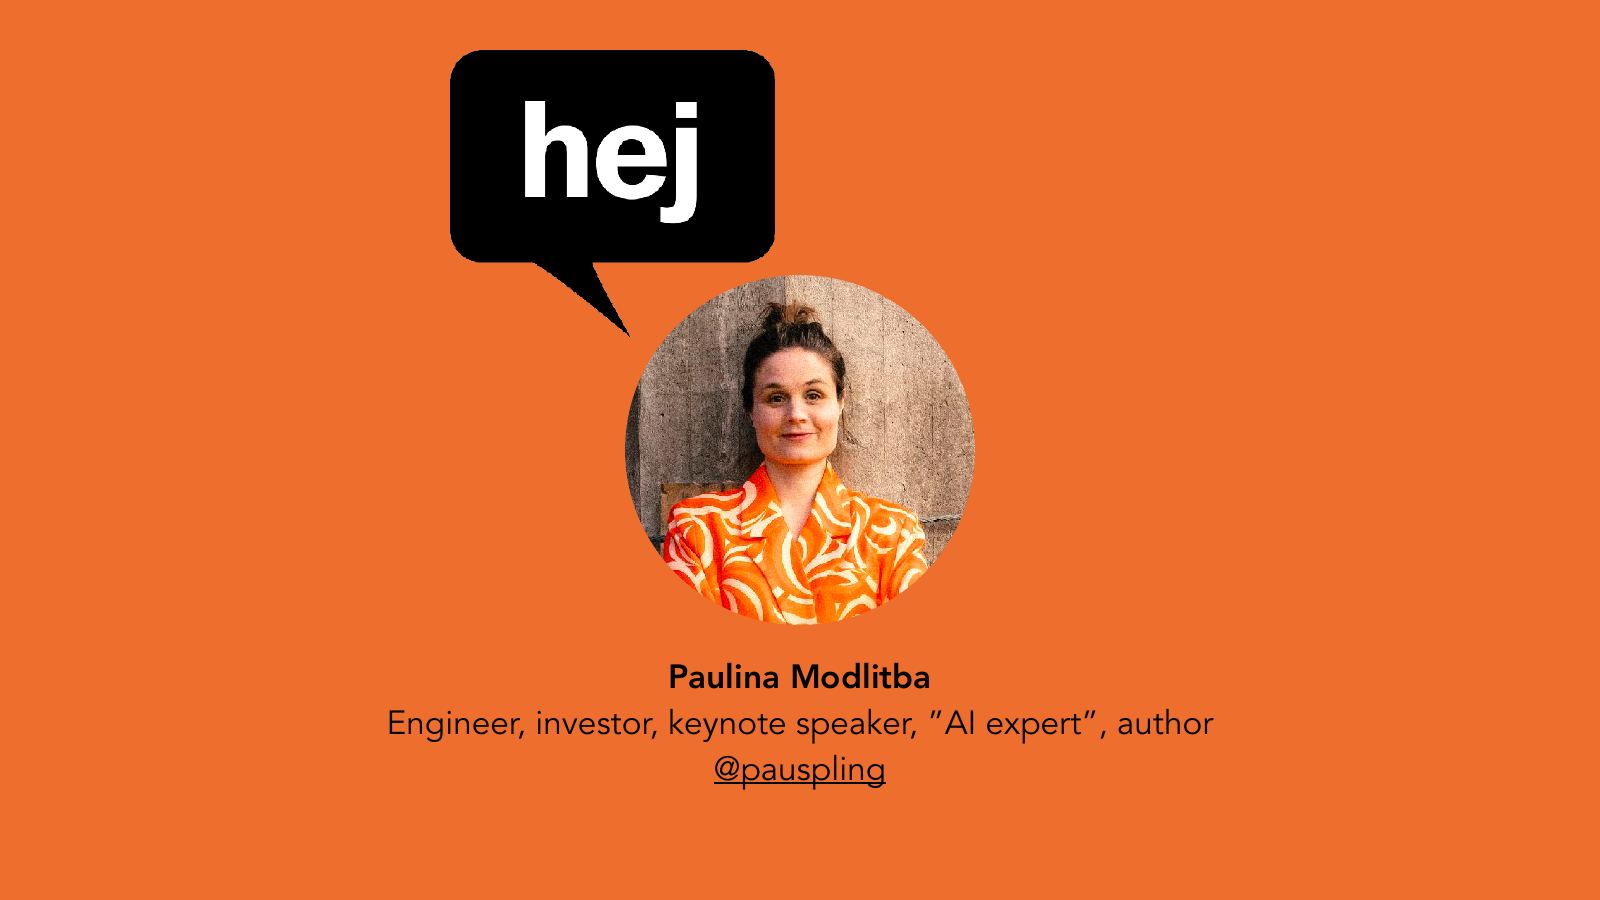 hej
Paulina Modlitba
Engineer, investor, keynote speaker, ”AI expert”, author
@pauspling